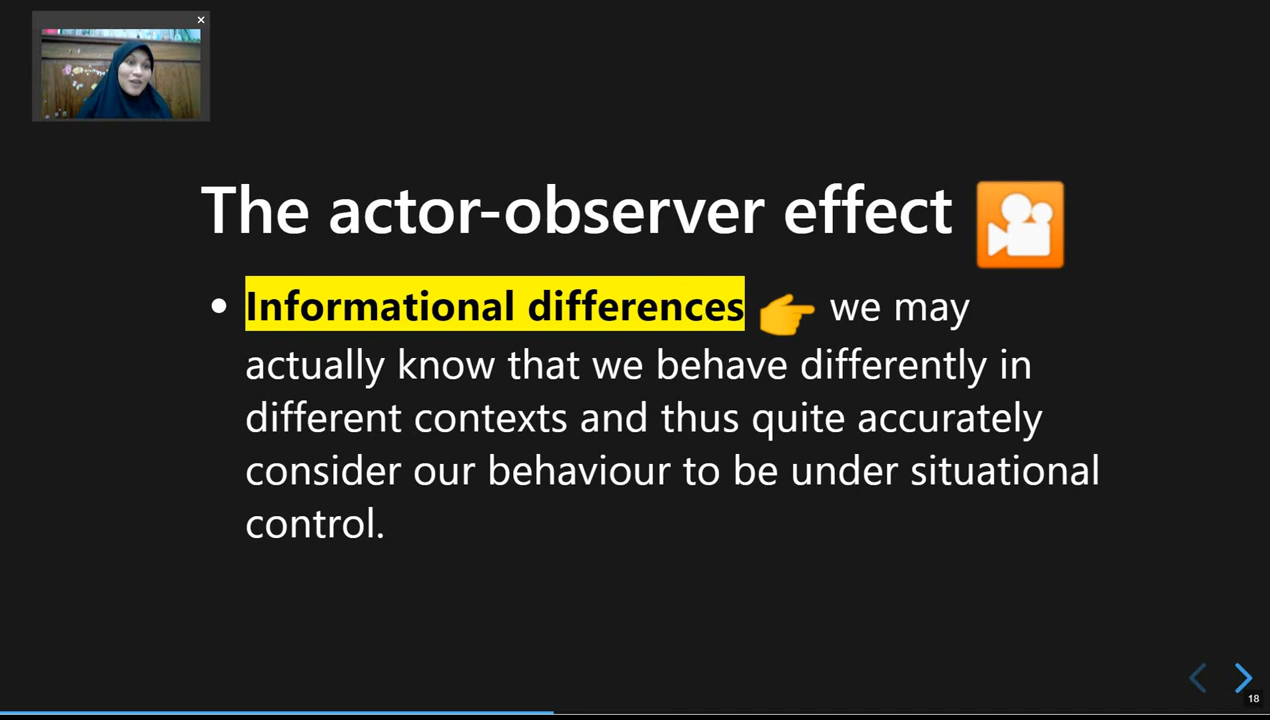 The actor-observer effect
• Informational differences we may
actually know that we behave differently in
different contexts and thus quite accurately
consider our behaviour to be under situational
control.
18